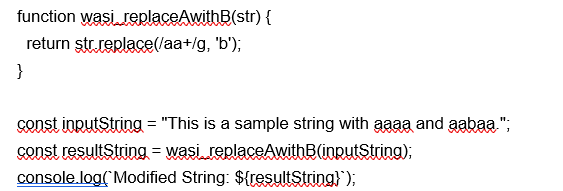 function wasi_replaceAwithB(str) {
return str.replace(/aa+/g, 'b');
}
const inputString = "This is a sample string with aaaa and aabaa.";
const resultString = wasi_replaceAwithB(inputString);
console.log(`Modified String: ${resultString}`);